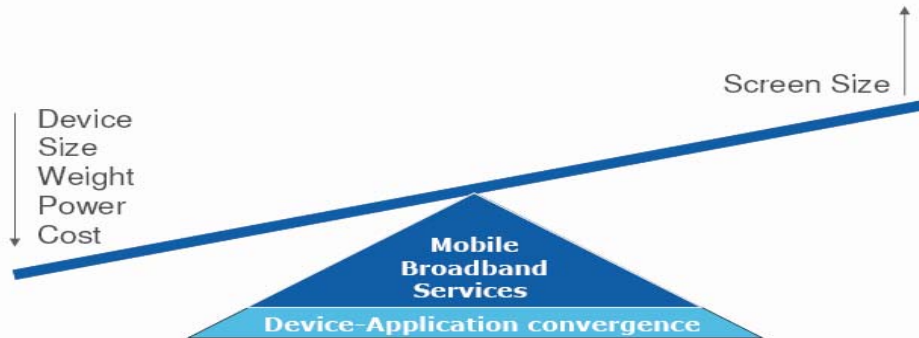 Screen Size
Device
Size
Weight
Power
Cost
Mobile
Broadband
Services
Device-Application convergence